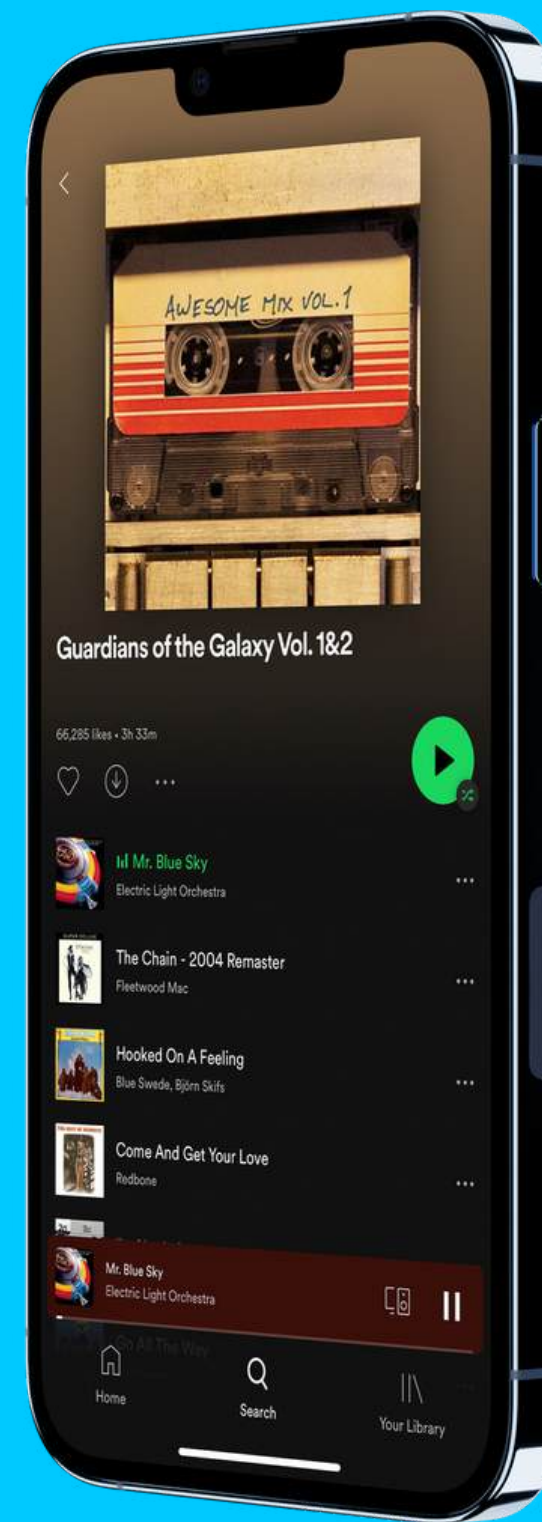 AWESOME MIX VOL.1
Guardians of the Galaxy Vol. 1&2
66,285 likes • 3h 33m
Mr. Blue Sky
Electric Light Orchestra
The Chain - 2004 Remaster
Fleetwood Mac
Hooked On A Feeling
Blue Swede, Björn Skifs
Come And Get Your Love
Redbone
Mr. Blue Sky
Electric Light Orchestra
Go All The Way
Home
Search
Your Library